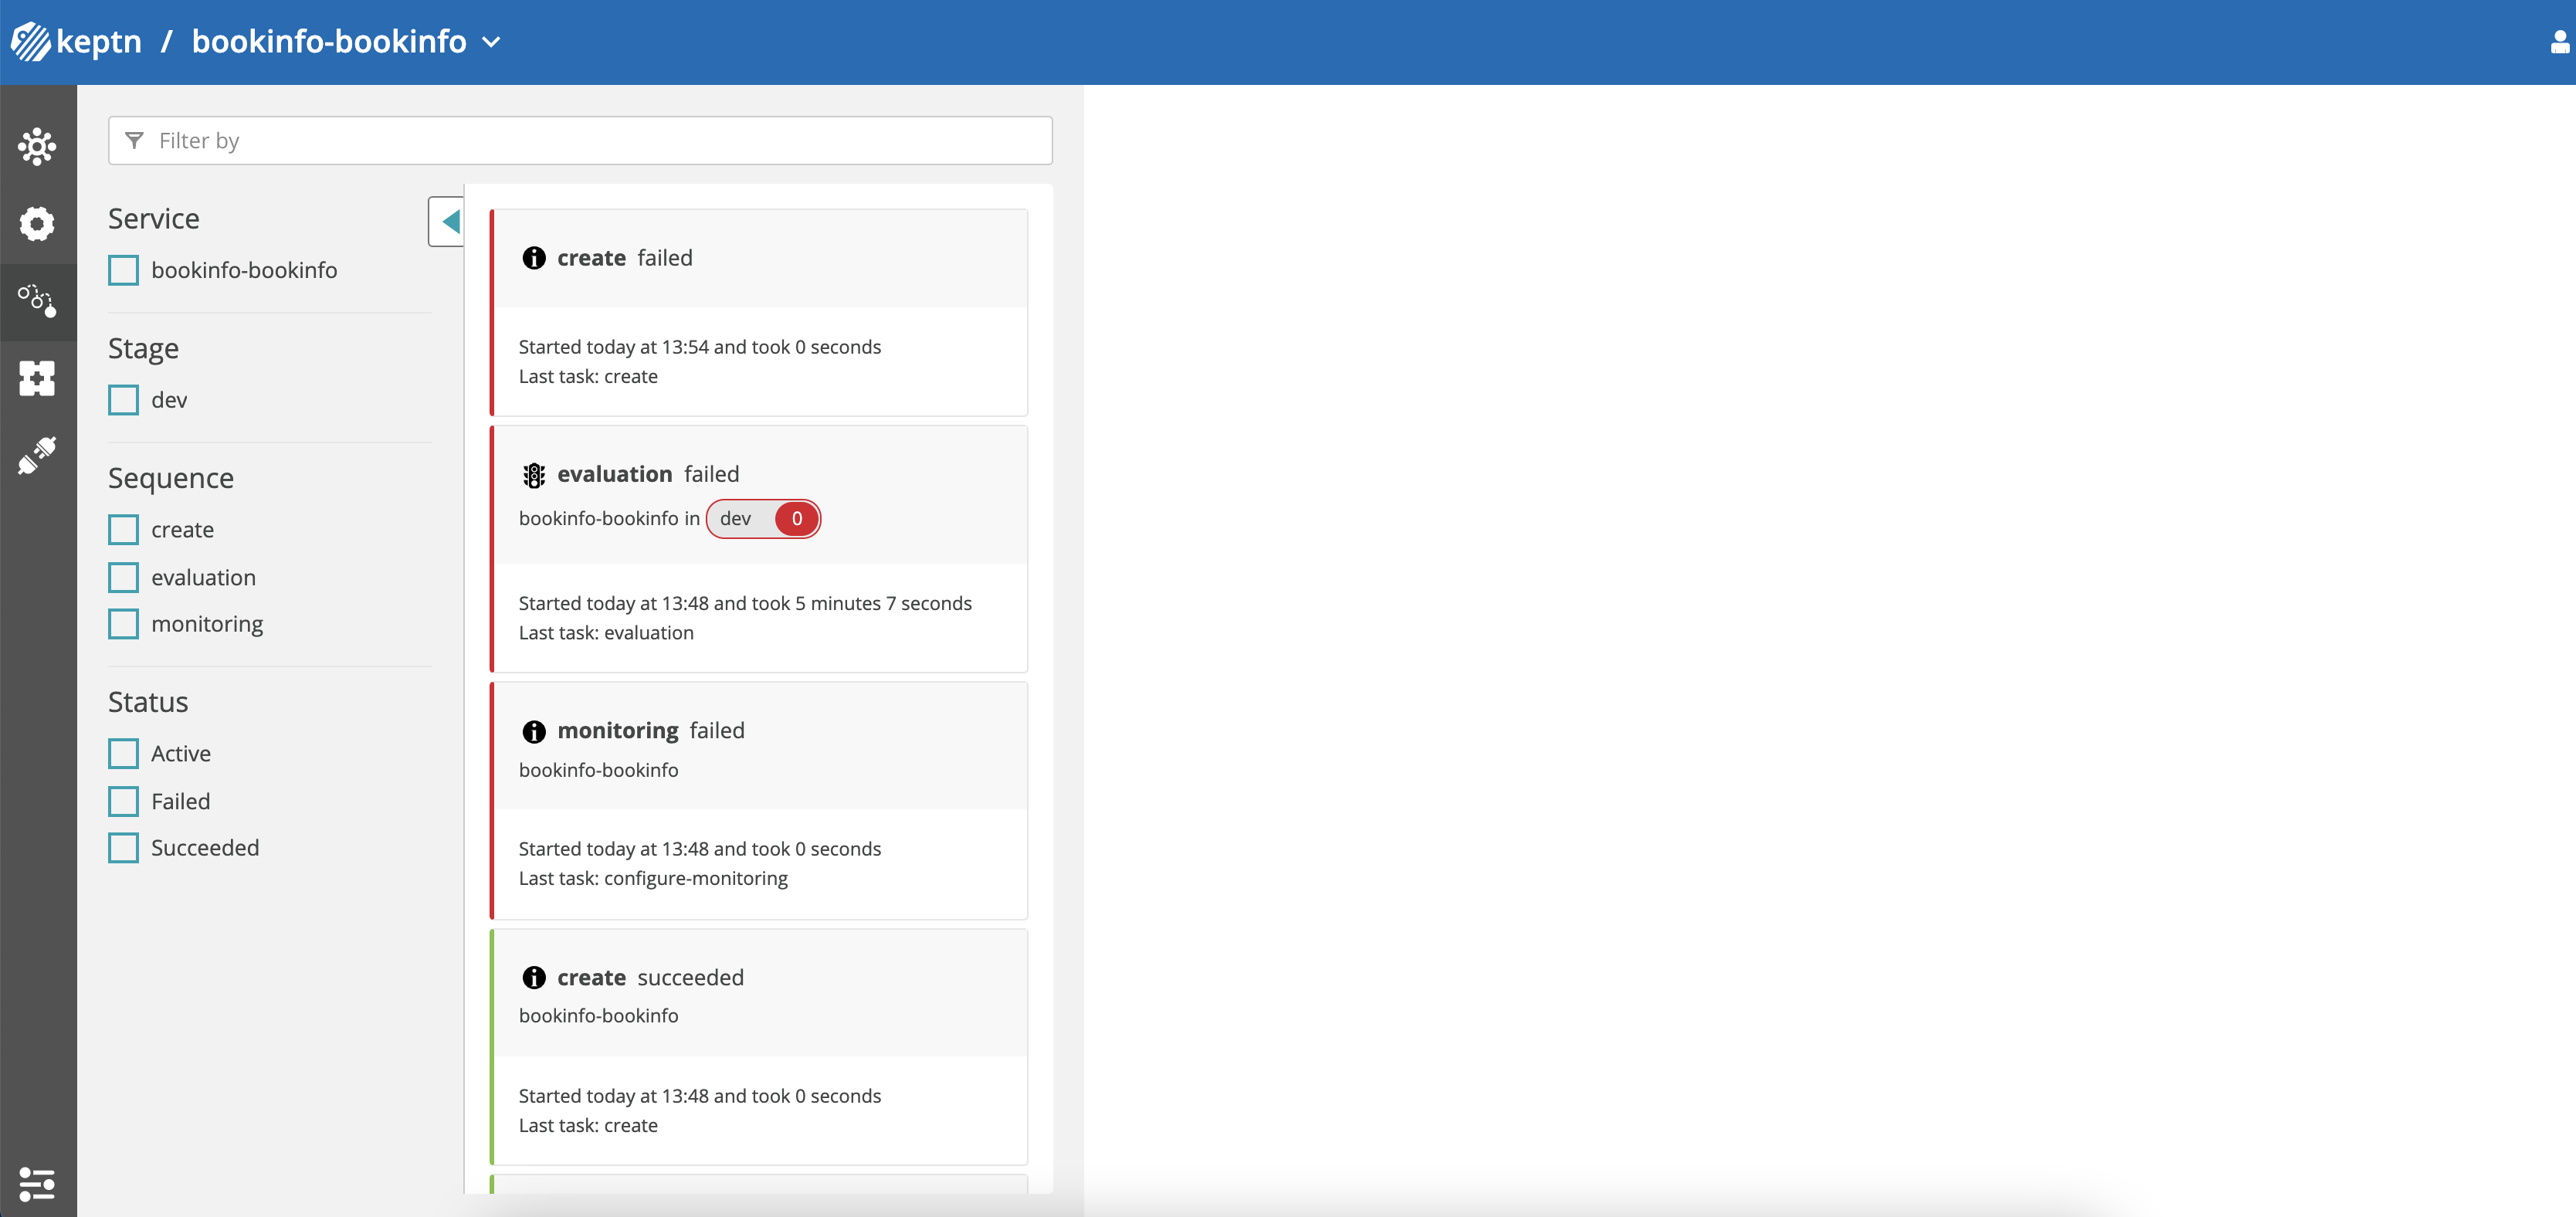 keptn / bookinfo-bookinfo
Filter by
Service
bookinfo-bookinfo
Stage
dev
Sequence
create
evaluation
monitoring
Status
Active
Failed
Succeeded
create failed
Started today at 13:54 and took 0 seconds
Last task: create
evaluation failed
bookinfo-bookinfo in dev 0
Started today at 13:48 and took 5 minutes 7 seconds
Last task: evaluation
monitoring failed
bookinfo-bookinfo
Started today at 13:48 and took 0 seconds
Last task: configure-monitoring
create succeeded
bookinfo-bookinfo
Started today at 13:48 and took 0 seconds
Last task: create